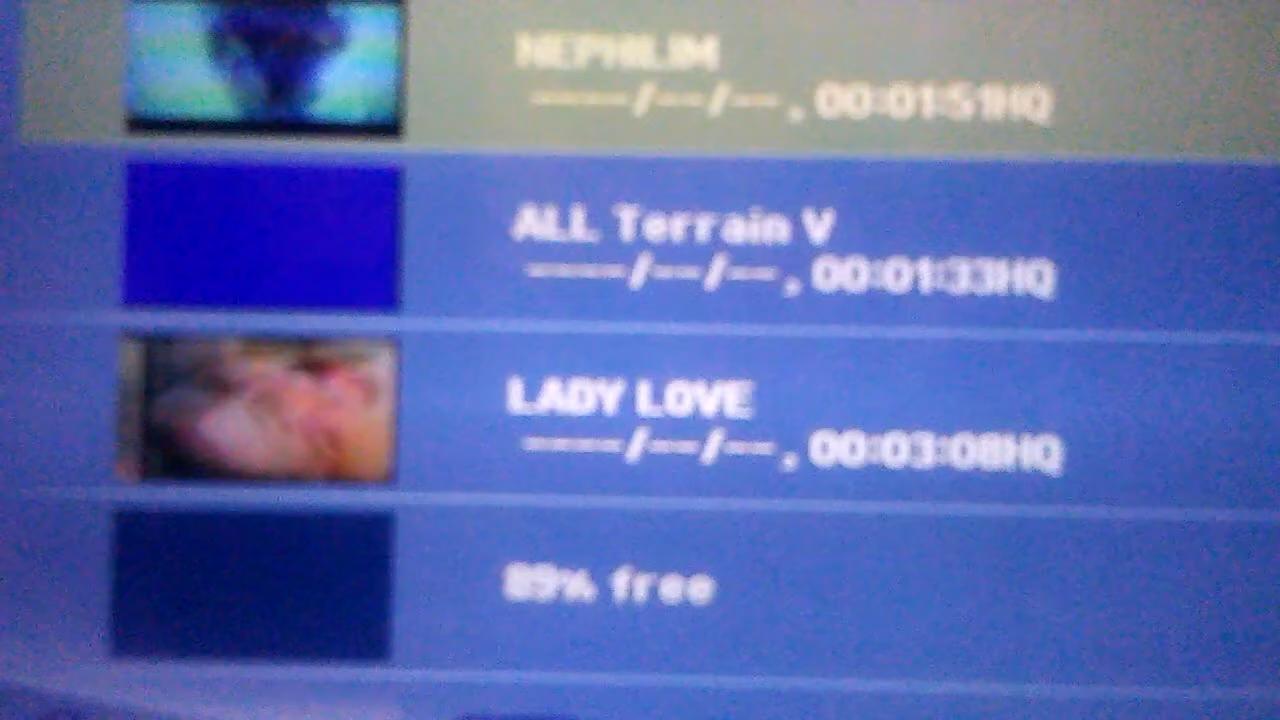 NEPHILIM
----/--/-- , 00:01:51HQ
ALL Terrain V
----/--/-- , 00:01:33HQ
LADY LOVE
----/--/-- , 00:03:08HQ
89% free